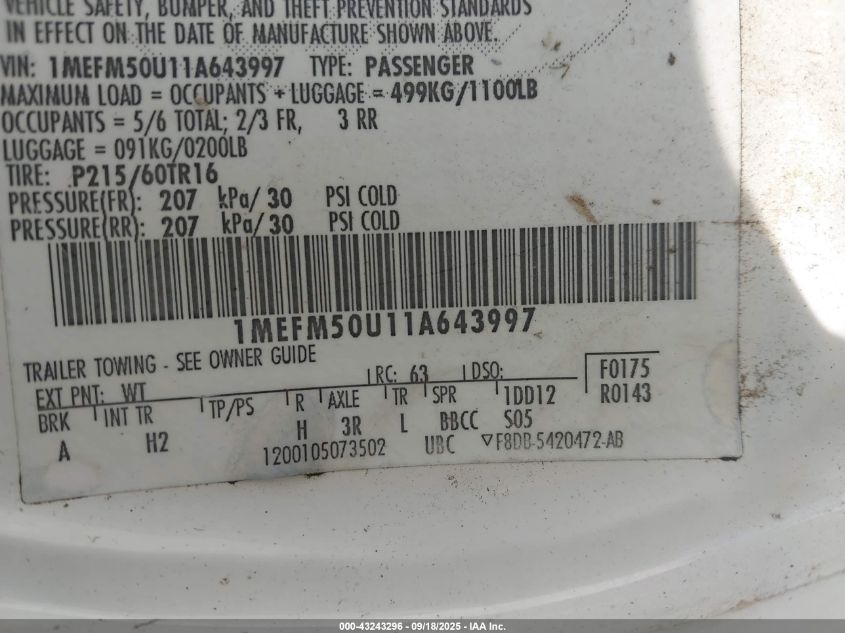 VEHICLE SAFETY, BUMPER, AND THEFT PREVENTION STANDARDS
IN EFFECT ON THE DATE OF MANUFACTURE SHOWN ABOVE.
VIN: 1MEFM50U11A643997 TYPE: PASSENGER
MAXIMUM LOAD = OCCUPANTS + LUGGAGE = 499KG/1100LB
OCCUPANTS = 5/6 TOTAL; 2/3 FR, 3 RR
LUGGAGE = 091KG/0200LB
TIRE: P215/60TR16
PRESSURE(FR): 207 kPa/ 30 PSI COLD
PRESSURE(RR): 207 kPa/ 30 PSI COLD
1MEFM50U11A643997
TRAILER TOWING - SEE OWNER GUIDE
EXT PNT: WT RC: 63 DSO: F0175
BRK INT TR TP/PS R AXLE TR SPR 1DD12 R0143
A H2 H 3R L BBCC S05
1200105073502 UBC ▽F8DB-5420472-AB
000-43243296 - 09/18/2025 - IAA Inc.